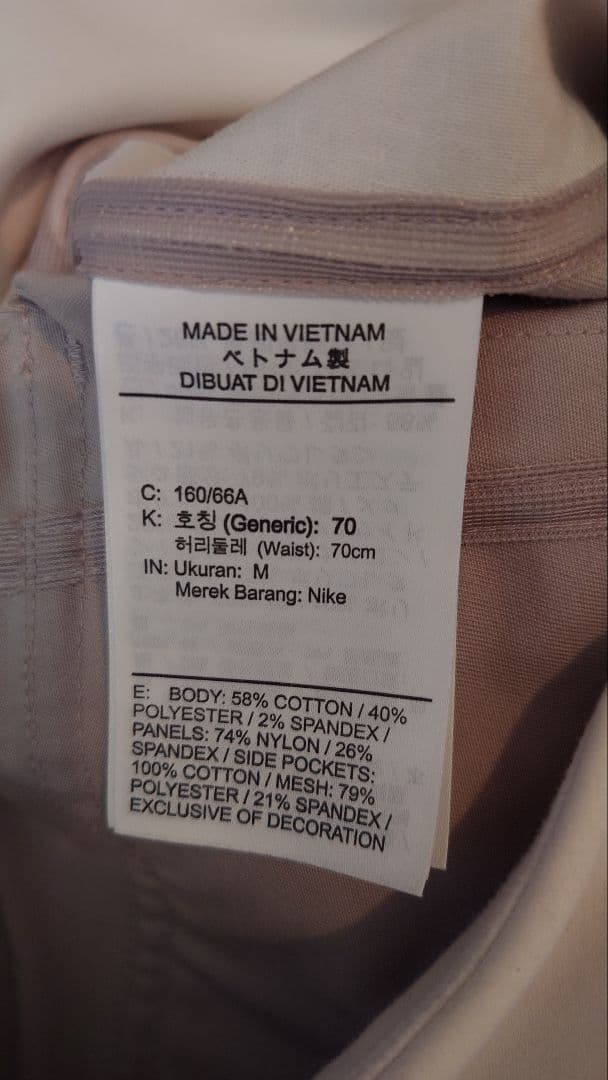 MADE IN VIETNAM
ベトナム製
DIBUAT DI VIETNAM
C: 160/66A
K: 호칭 (Generic): 70
허리둘레 (Waist): 70cm
IN: Ukuran: M
Merek Barang: Nike
E: BODY: 58% COTTON / 40%
POLYESTER / 2% SPANDEX /
PANELS: 74% NYLON / 26%
SPANDEX / SIDE POCKETS:
100% COTTON / MESH: 79%
POLYESTER / 21% SPANDEX /
EXCLUSIVE OF DECORATION